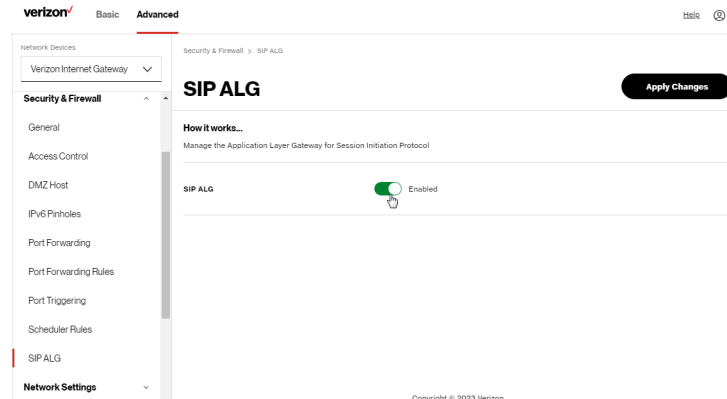 verizon✓ Basic Advanced Help
Network Devices
Verizon Internet Gateway
Security & Firewall
General
Access Control
DMZ Host
IPv6 Pinholes
Port Forwarding
Port Forwarding Rules
Port Triggering
Scheduler Rules
SIP ALG
Network Settings
Security & Firewall > SIP ALG
SIP ALG
Apply Changes
How it works...
Manage the Application Layer Gateway for Session Initiation Protocol
SIP ALG Enabled
Copyright © 2023 Verizon